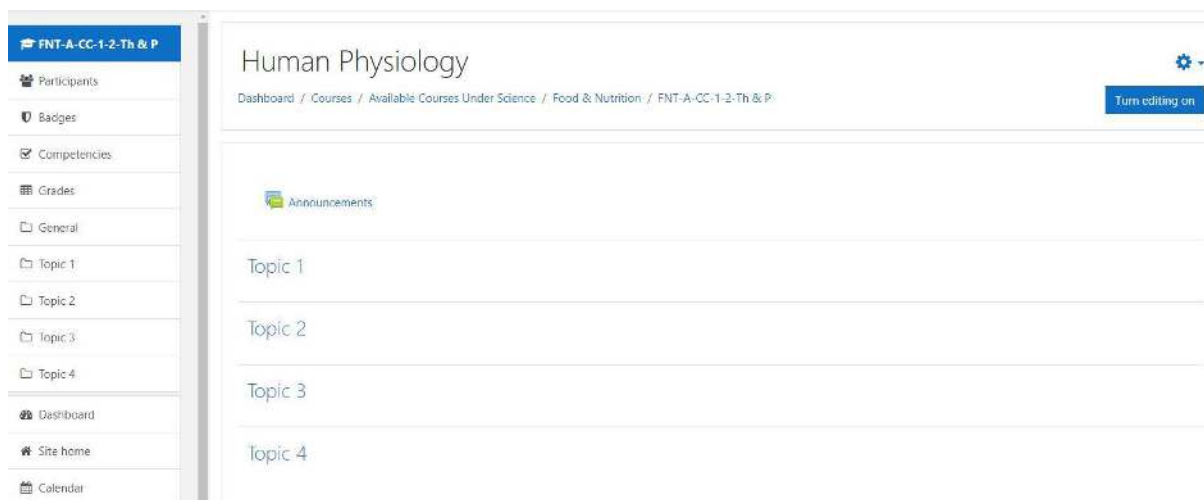 FNT-A-CC-1-2-Th & P
Participants
Badges
Competencies
Grades
General
Topic 1
Topic 2
Topic 3
Topic 4
Dashboard
Site home
Calendar
Human Physiology
Dashboard / Courses / Available Courses Under Science / Food & Nutrition / FNT-A-CC-1-2-Th & P
Turn editing on
Announcements
Topic 1
Topic 2
Topic 3
Topic 4